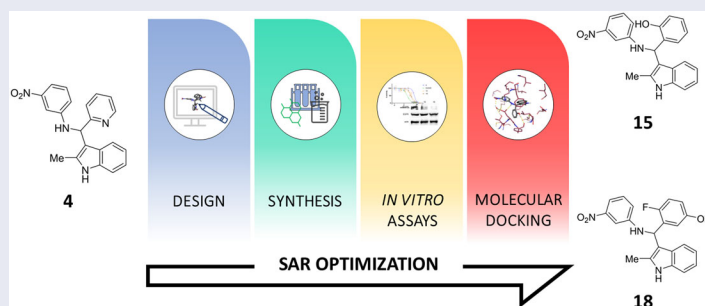 O₂N
HN
N
Me
N
H
4
DESIGN
SYNTHESIS
IN VITRO
ASSAYS
MOLECULAR
DOCKING
SAR OPTIMIZATION
HO
O₂N
HN
Me
N
H
15
F
O₂N
HN
Me
N
H
18